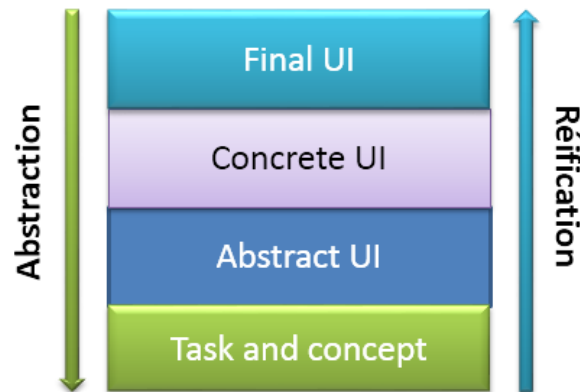 Abstraction
Final UI
Concrete UI
Abstract UI
Task and concept
Réification